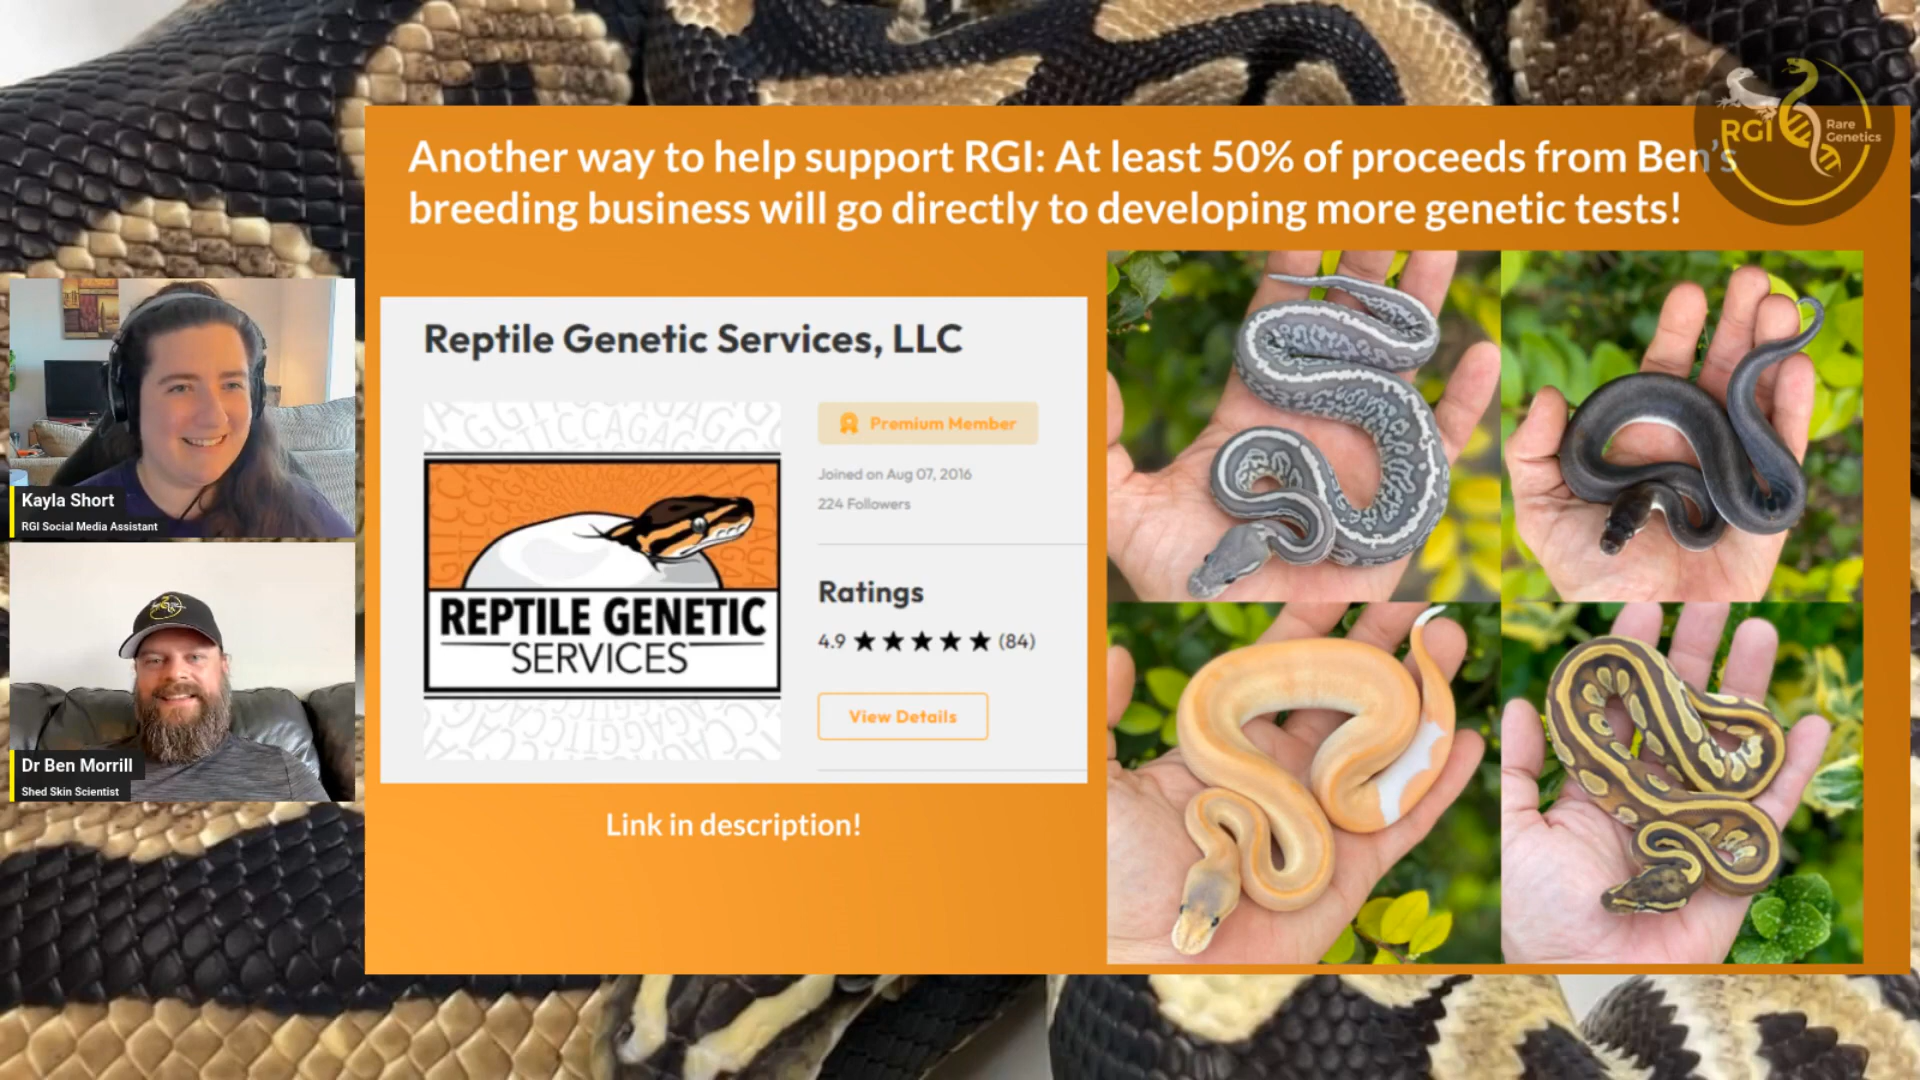 Another way to help support RGI: At least 50% of proceeds from Ben's
breeding business will go directly to developing more genetic tests!
RGI
Rare
Genetics
Kayla Short
RGI Social Media Assistant
Dr Ben Morrill
Shed Skin Scientist
Reptile Genetic Services, LLC
REPTILE GENETIC
SERVICES
Premium Member
Joined on Aug 07, 2016
224 Followers
Ratings
4.9 ★★★★★ (84)
View Details
Link in description!